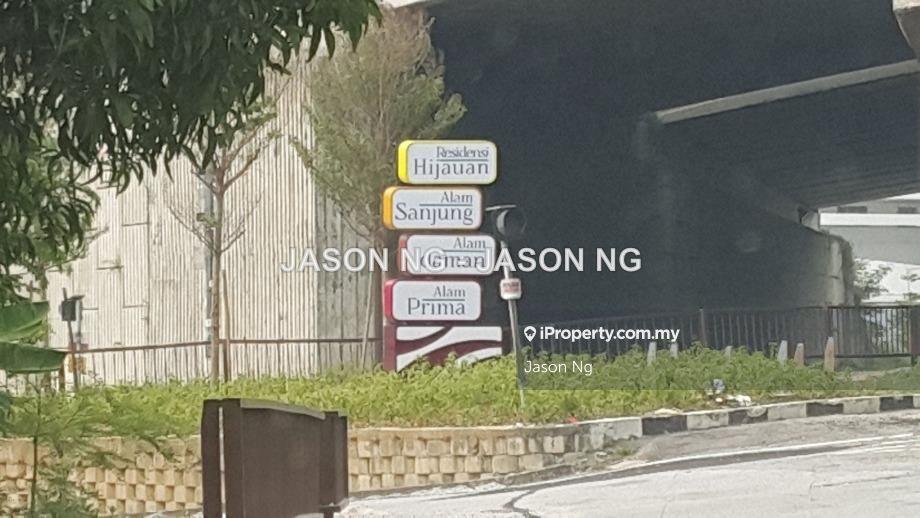 Residensi
Hijauan
Alam
Sanjung
Alam
JASON NG JASON NG
Alam
Prima
iProperty.com.my
Jason Ng